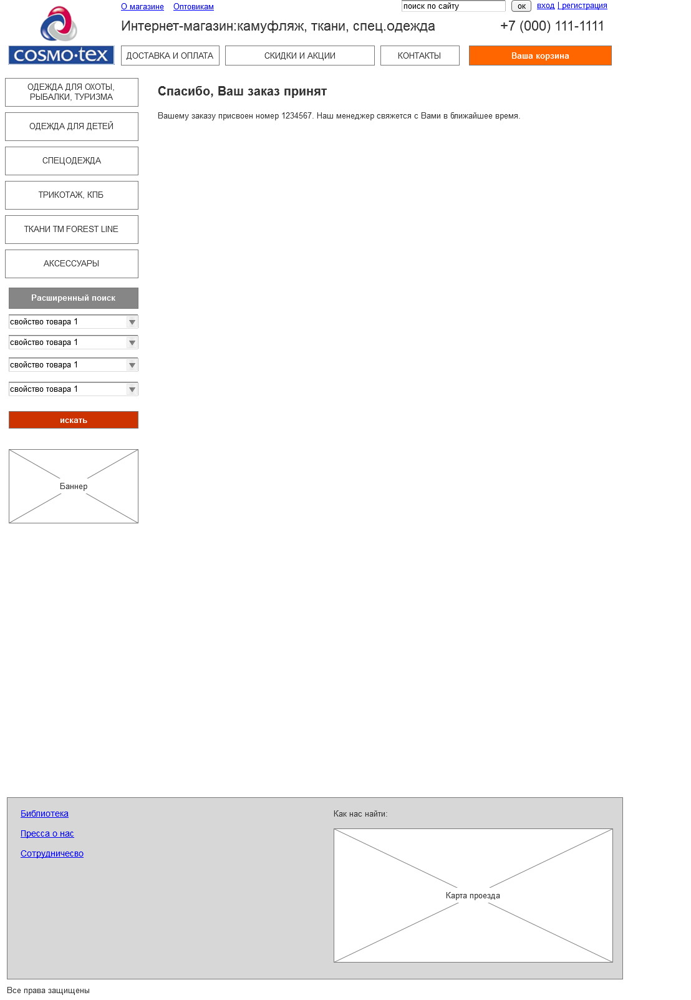 О магазине Оптовикам поиск по сайту ок вход | регистрация
Интернет-магазин:камуфляж, ткани, спец.одежда +7 (000) 111-1111
COSMO·TEX
ДОСТАВКА И ОПЛАТА СКИДКИ И АКЦИИ КОНТАКТЫ Ваша корзина
ОДЕЖДА ДЛЯ ОХОТЫ,
РЫБАЛКИ, ТУРИЗМА
ОДЕЖДА ДЛЯ ДЕТЕЙ
СПЕЦОДЕЖДА
ТРИКОТАЖ, КПБ
ТКАНИ ТМ FOREST LINE
АКСЕССУАРЫ
Расширенный поиск
свойство товара 1
свойство товара 1
свойство товара 1
свойство товара 1
искать
Баннер
Спасибо, Ваш заказ принят
Вашему заказу присвоен номер 1234567. Наш менеджер свяжется с Вами в ближайшее время.
Библиотека
Пресса о нас
Сотрудничесво
Как нас найти:
Карта проезда
Все права защищены